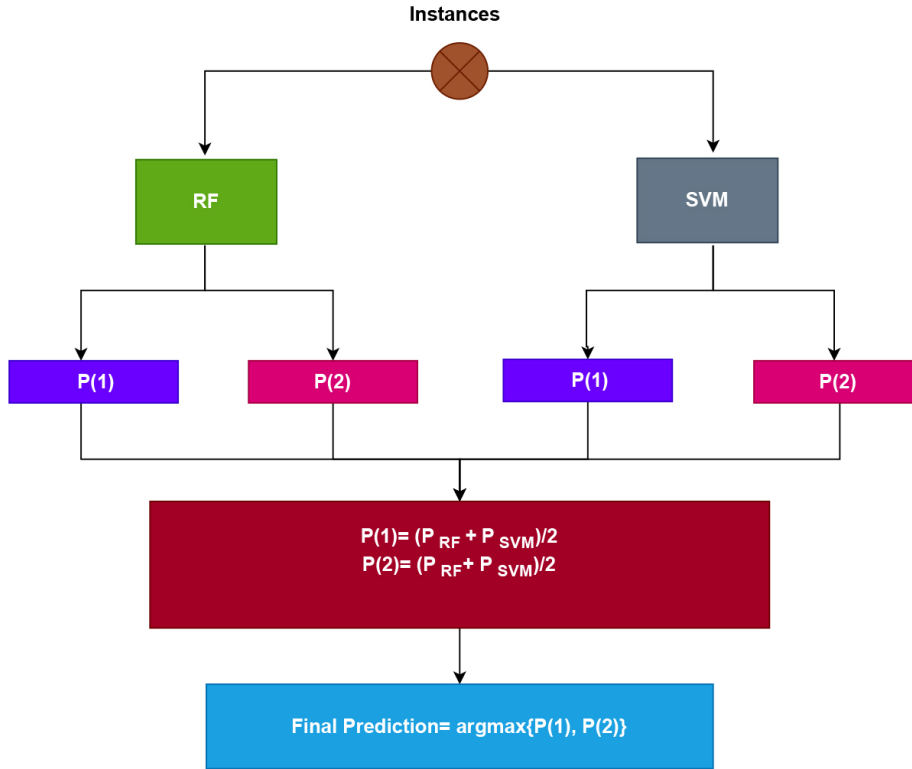 Instances
RF
SVM
P(1)
P(2)
P(1)
P(2)
P(1)= (P RF + P SVM)/2
P(2)= (P RF+ P SVM)/2
Final Prediction= argmax{P(1), P(2)}